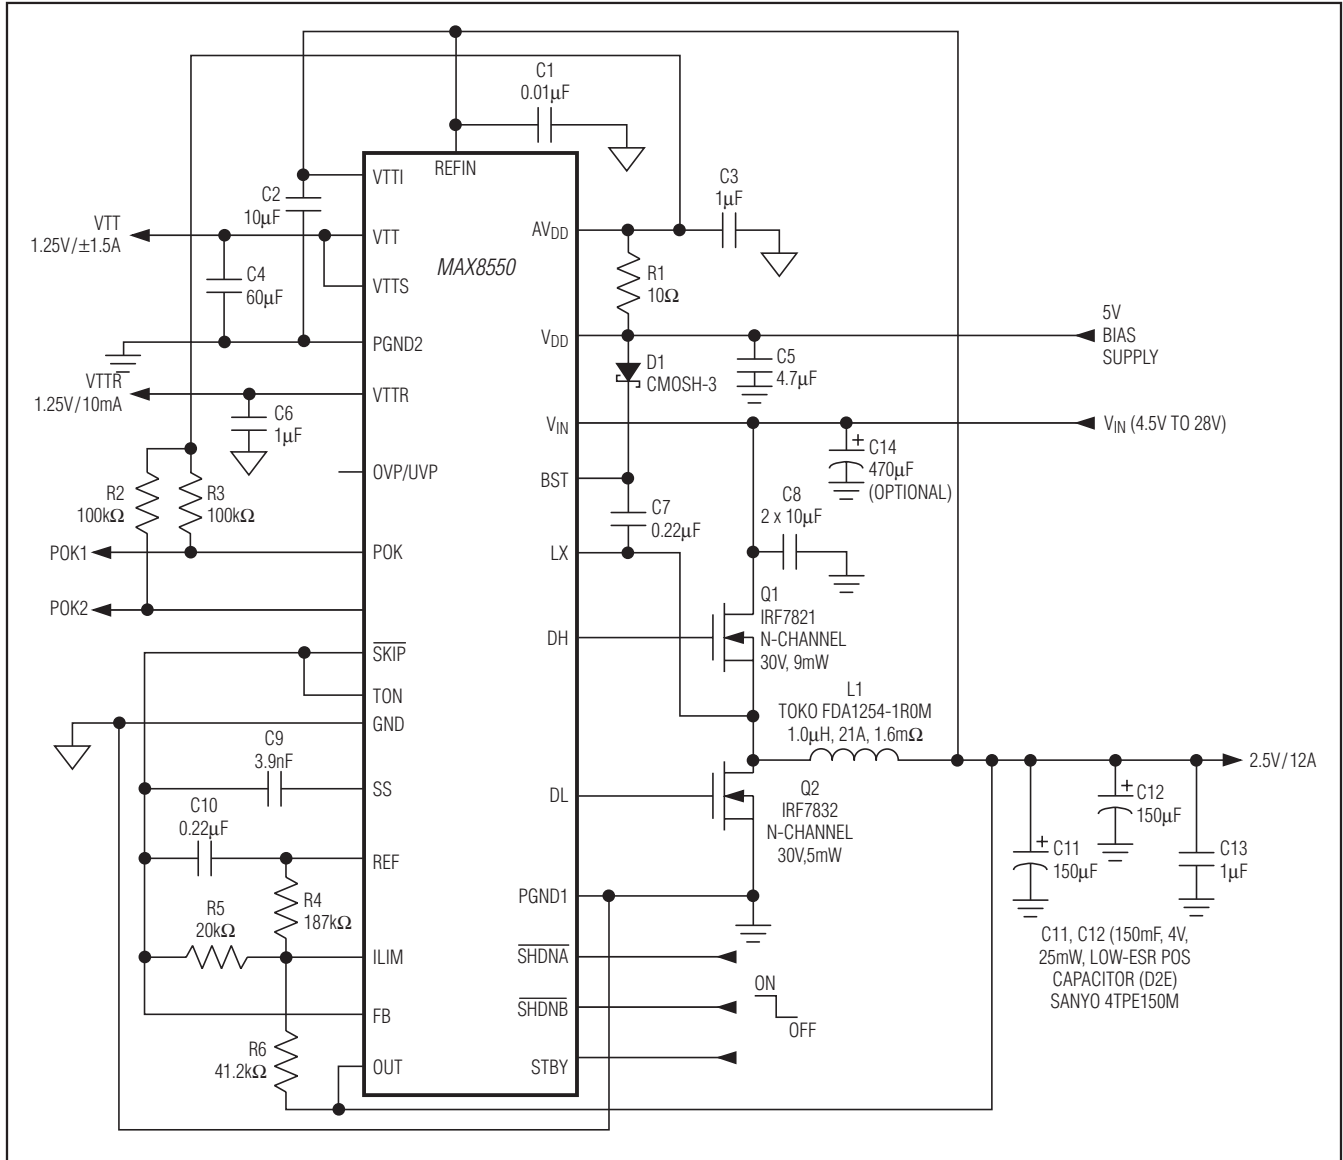 C1
0.01µF
REFIN
VTTI
C2
10µF
C3
1µF
VTT
1.25V/±1.5A
VTT
AVDD
MAX8550
C4
60µF
VTTS
R1
10Ω
5V
BIAS
SUPPLY
PGND2
VDD
C5
4.7µF
D1
CMOSH-3
VTTR
1.25V/10mA
VTTR
C6
1µF
VIN
VIN (4.5V TO 28V)
+
C14
470µF
(OPTIONAL)
OVP/UVP
BST
R2
100kΩ
R3
100kΩ
C7
0.22µF
C8
2 x 10µF
POK1
POK
LX
POK2
Q1
IRF7821
N-CHANNEL
30V, 9mW
DH
SKIP
TON
GND
L1
TOKO FDA1254-1R0M
1.0µH, 21A, 1.6mΩ
2.5V/12A
C9
3.9nF
SS
DL
Q2
IRF7832
N-CHANNEL
30V,5mW
+
C12
150µF
C10
0.22µF
+
C11
150µF
C13
1µF
REF
R4
187kΩ
PGND1
R5
20kΩ
C11, C12 (150mF, 4V,
25mW, LOW-ESR POS
CAPACITOR (D2E)
SANYO 4TPE150M
ILIM
SHDNA
ON
OFF
SHDNB
FB
R6
41.2kΩ
OUT
STBY